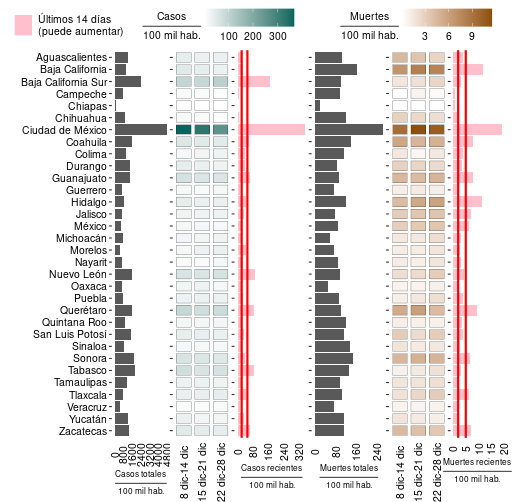 Últimos 14 días
(puede aumentar)
Casos
100 mil hab.
100 200 300
Muertes
100 mil hab.
3 6 9
Aguascalientes
Baja California
Baja California Sur
Campeche
Chiapas
Chihuahua
Ciudad de México
Coahuila
Colima
Durango
Guanajuato
Guerrero
Hidalgo
Jalisco
México
Michoacán
Morelos
Nayarit
Nuevo León
Oaxaca
Puebla
Querétaro
Quintana Roo
San Luis Potosí
Sinaloa
Sonora
Tabasco
Tamaulipas
Tlaxcala
Veracruz
Yucatán
Zacatecas
0 800 1600 2400 3200 4000 4800
Casos totales
100 mil hab.
8 dic-14 dic
15 dic-21 dic
22 dic-28 dic
0 80 160 240 320
Casos recientes
100 mil hab.
0 80 160 240
Muertes totales
100 mil hab.
8 dic-14 dic
15 dic-21 dic
22 dic-28 dic
0 5 10 15 20
Muertes recientes
100 mil hab.